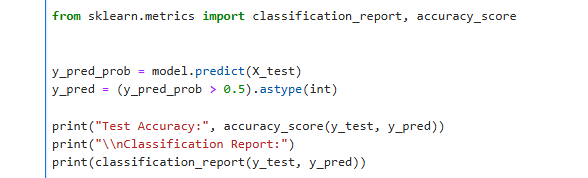 from sklearn.metrics import classification_report, accuracy_score
y_pred_prob = model.predict(X_test)
y_pred = (y_pred_prob > 0.5).astype(int)
print("Test Accuracy:", accuracy_score(y_test, y_pred))
print("\\nClassification Report:")
print(classification_report(y_test, y_pred))